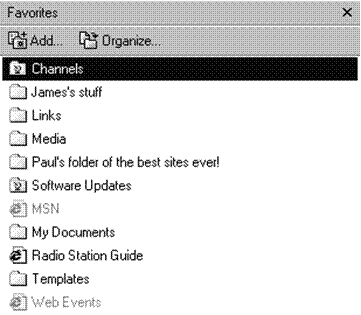 Favorites
Add... Organize...
Channels
James's stuff
Links
Media
Paul's folder of the best sites ever!
Software Updates
MSN
My Documents
Radio Station Guide
Templates
Web Events